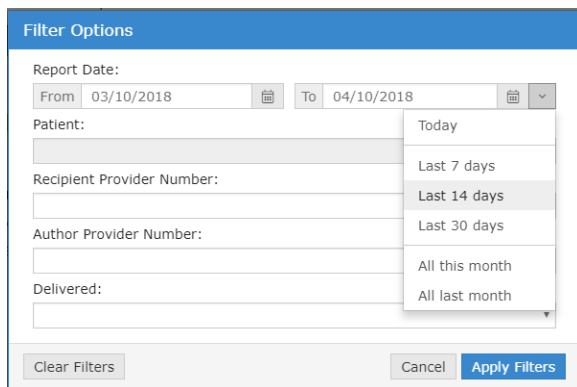 Filter Options
Report Date:
From 03/10/2018 To 04/10/2018
Patient:
Today
Last 7 days
Recipient Provider Number:
Last 14 days
Last 30 days
Author Provider Number:
All this month
Delivered:
All last month
Clear Filters Cancel Apply Filters